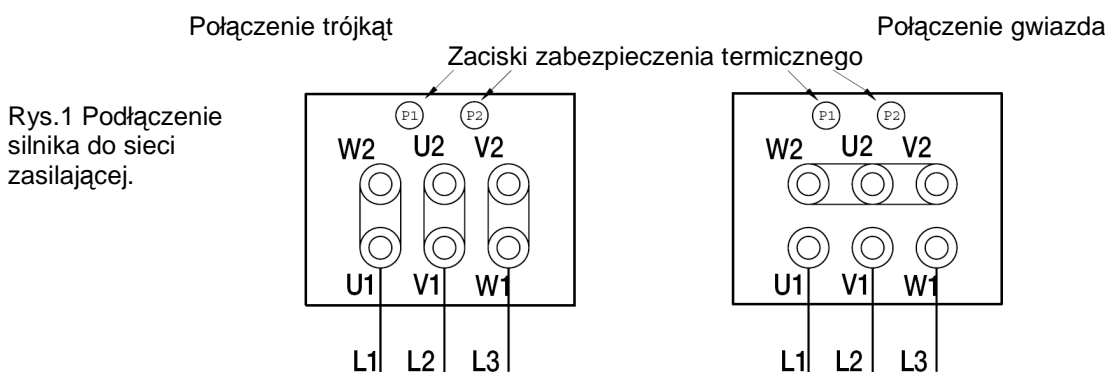 Połączenie trójkąt
Połączenie gwiazda
Zaciski zabezpieczenia termicznego
Rys.1 Podłączenie
silnika do sieci
zasilającej.
P1 P2
W2 U2 V2
U1 V1 W1
L1 L2 L3
P1 P2
W2 U2 V2
U1 V1 W1
L1 L2 L3